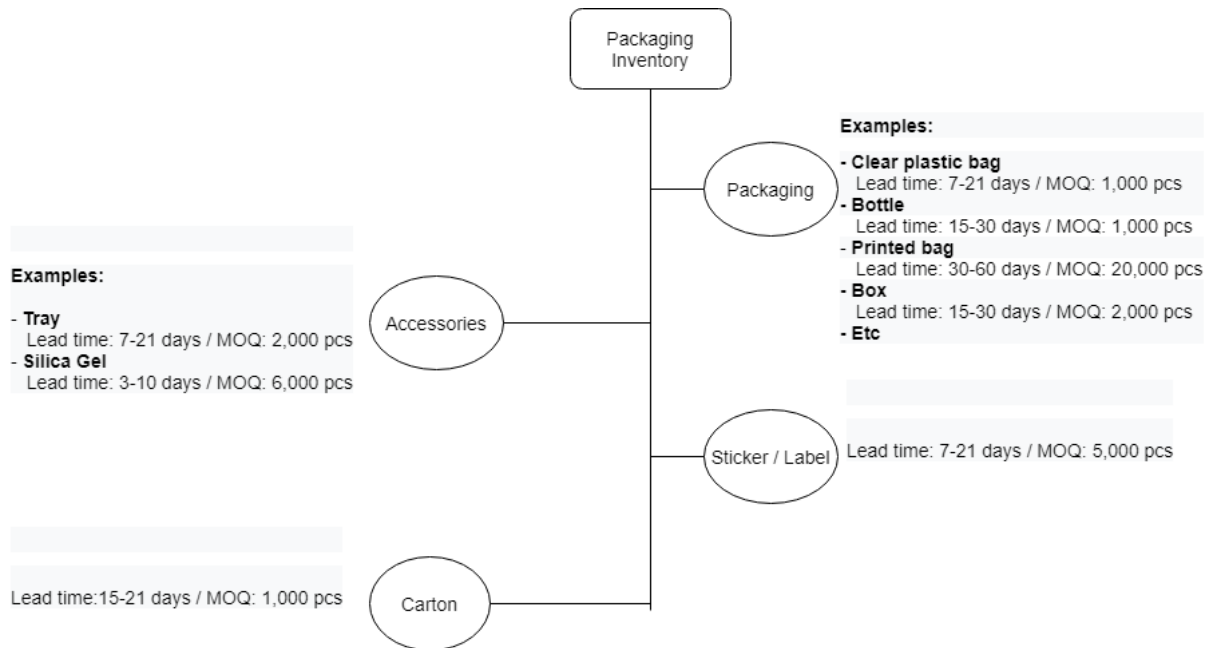 Packaging
Inventory
Examples:
- Clear plastic bag
Lead time: 7-21 days / MOQ: 1,000 pcs
- Bottle
Lead time: 15-30 days / MOQ: 1,000 pcs
- Printed bag
Lead time: 30-60 days / MOQ: 20,000 pcs
- Box
Lead time: 15-30 days / MOQ: 2,000 pcs
- Etc
Packaging
Examples:
- Tray
Lead time: 7-21 days / MOQ: 2,000 pcs
- Silica Gel
Lead time: 3-10 days / MOQ: 6,000 pcs
Accessories
Sticker / Label
Lead time: 7-21 days / MOQ: 5,000 pcs
Lead time:15-21 days / MOQ: 1,000 pcs
Carton